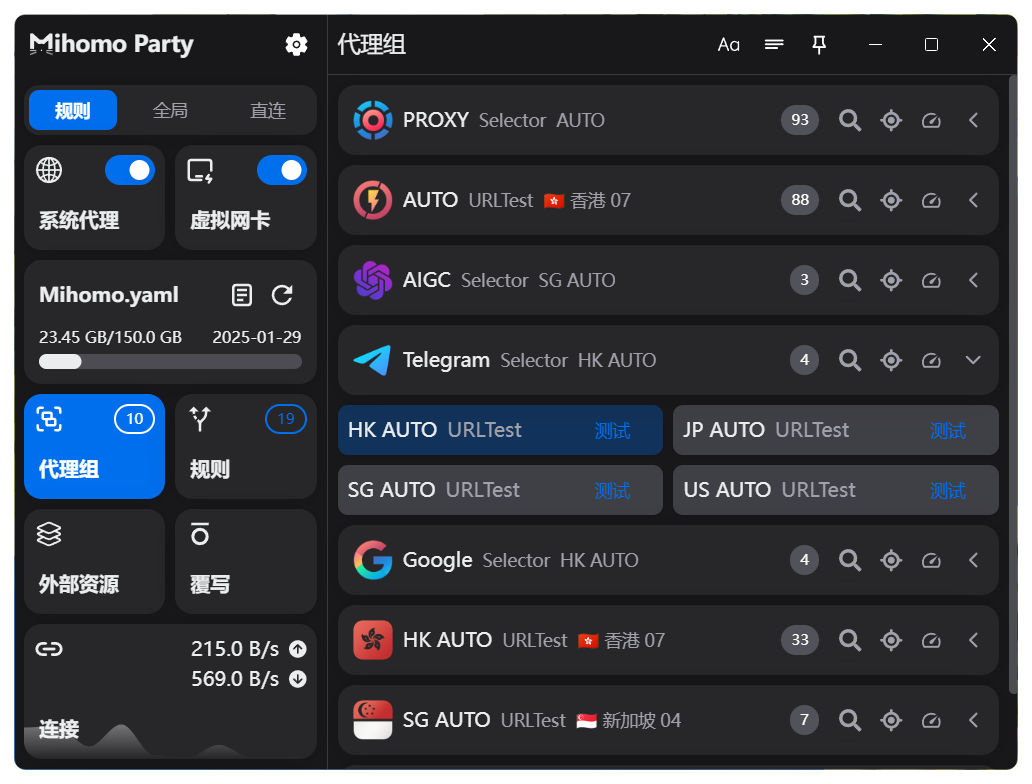 Mihomo Party
规则 全局 直连
系统代理 虚拟网卡
Mihomo.yaml
23.45 GB/150.0 GB 2025-01-29
10 19
代理组 规则
外部资源 覆写
215.0 B/s
569.0 B/s
连接
代理组 Aa
PROXY Selector AUTO 93
AUTO URLTest 🇭🇰 香港 07 88
AIGC Selector SG AUTO 3
Telegram Selector HK AUTO 4
HK AUTO URLTest 测试 JP AUTO URLTest 测试
SG AUTO URLTest 测试 US AUTO URLTest 测试
Google Selector HK AUTO 4
HK AUTO URLTest 🇭🇰 香港 07 33
SG AUTO URLTest 🇸🇬 新加坡 04 7